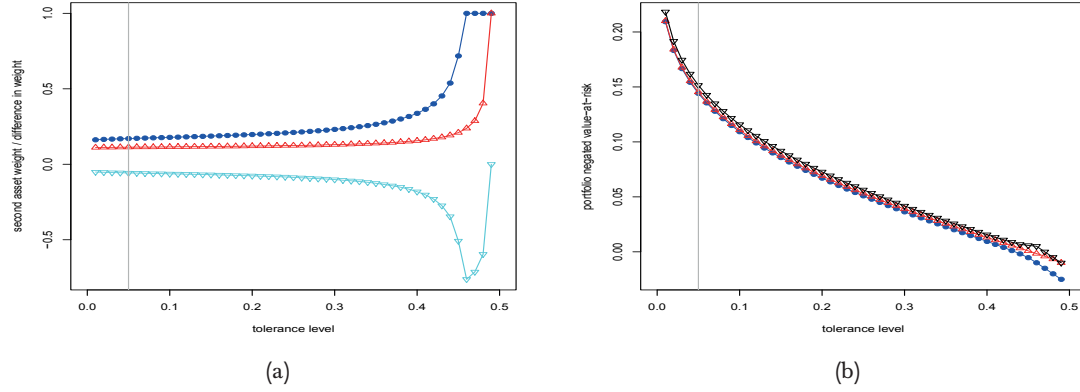 second asset weight / difference in weight
1.0
0.5
0.0
−0.5
0.0 0.1 0.2 0.3 0.4 0.5
tolerance level
(a)
portfolio negated value−at−risk
0.20
0.15
0.10
0.05
0.00
0.0 0.1 0.2 0.3 0.4 0.5
tolerance level
(b)